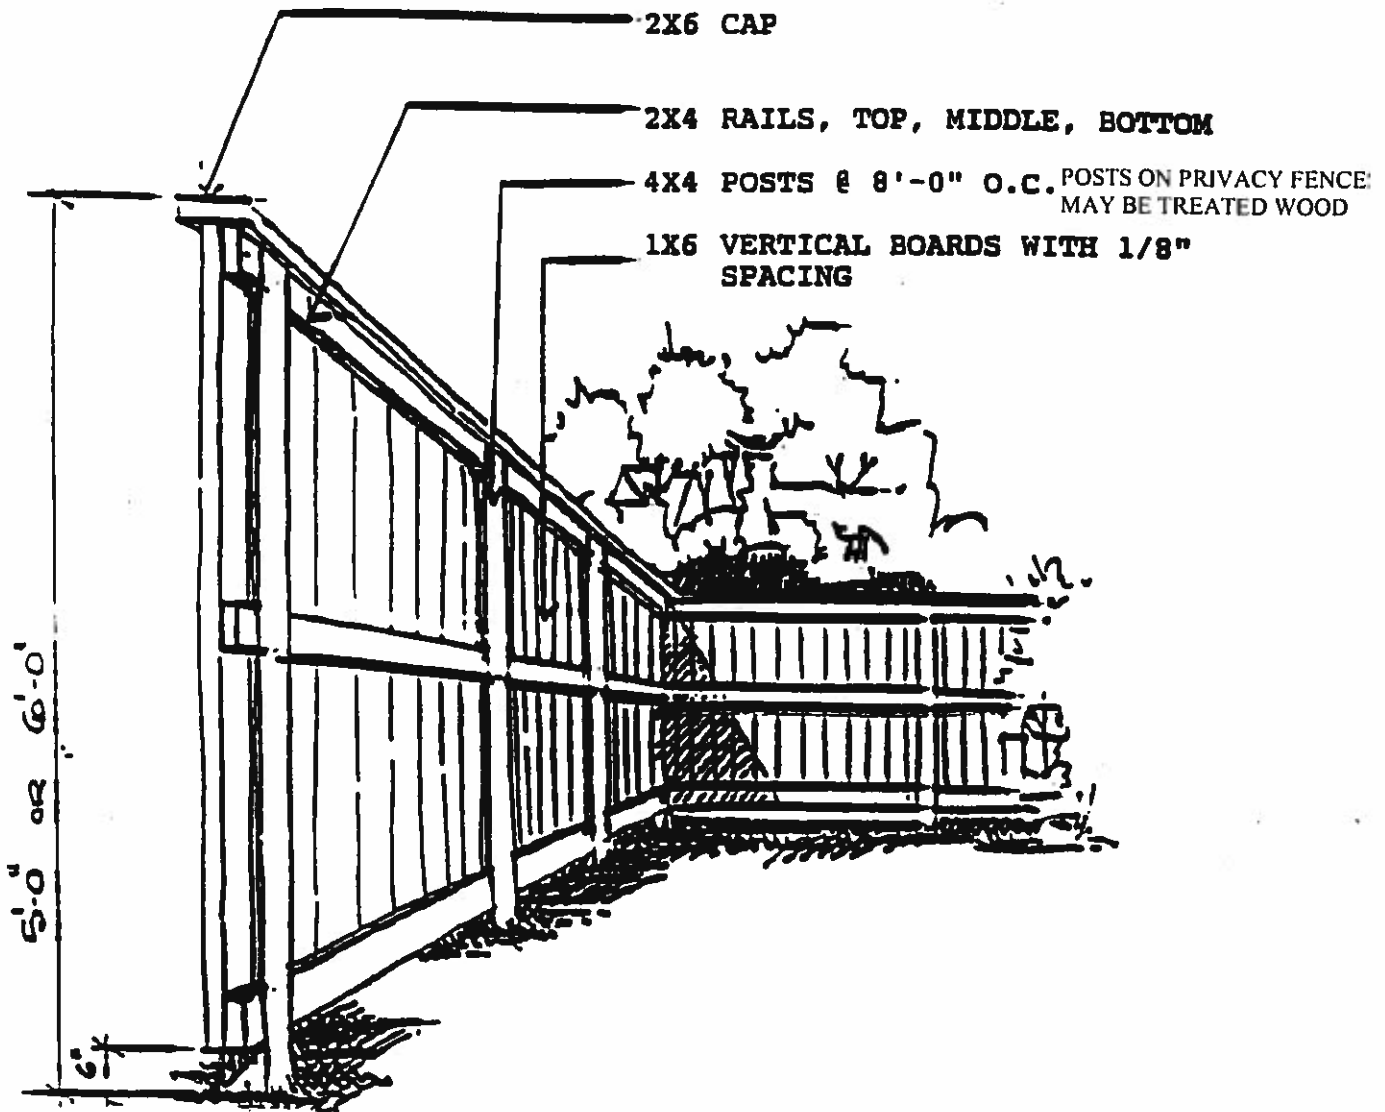 2X6 CAP
2X4 RAILS, TOP, MIDDLE, BOTTOM
4X4 POSTS @ 8'-0" O.C. POSTS ON PRIVACY FENCE
MAY BE TREATED WOOD
1X6 VERTICAL BOARDS WITH 1/8"
SPACING
5'-0" OR 6'-0"
6"